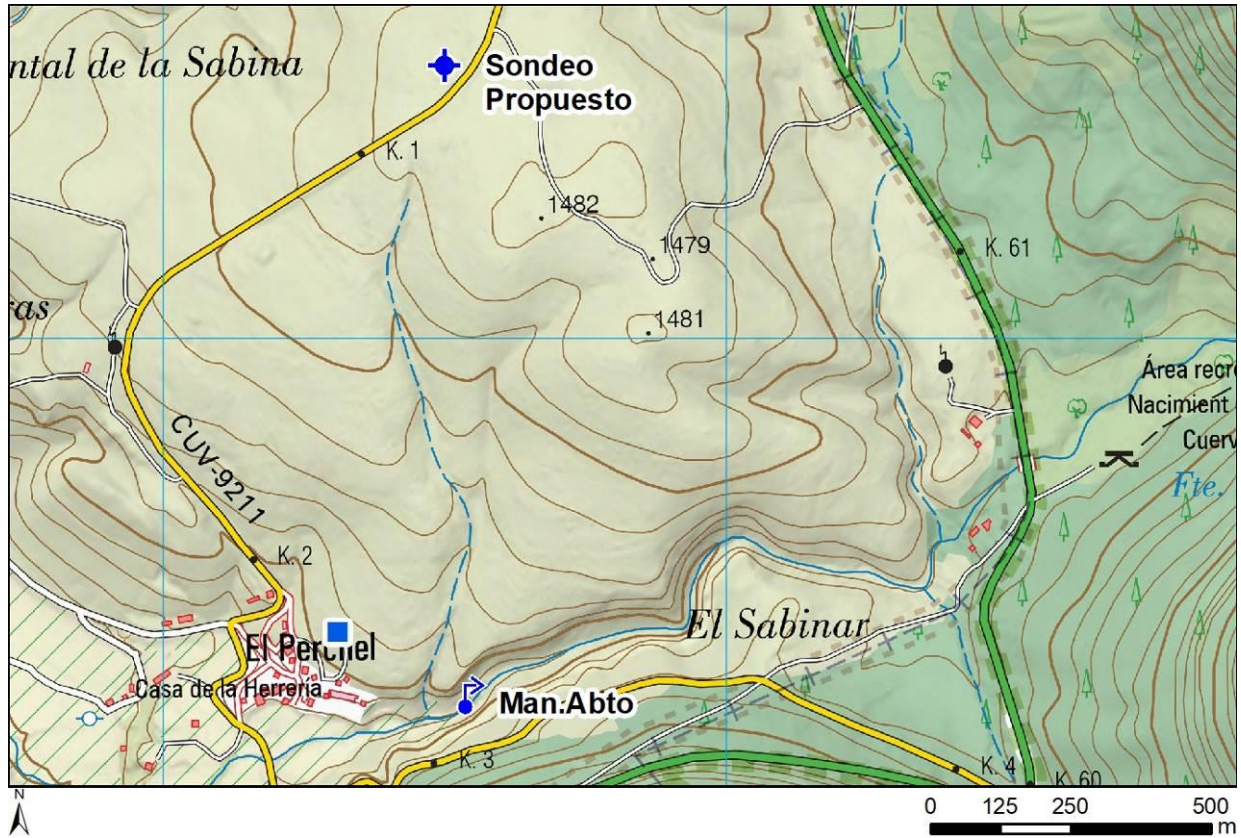 ntal de la Sabina
Sondeo
Propuesto
K. 1
1482
1479
K. 61
1481
ras
Área recre
Nacimient
Cuerv
Fte.
CUV-9211
K. 2
El Sabinar
El Perchel
Casa de la Herrería
Man.Abto
K. 3
K. 4
K. 60
N
0 125 250 500
m